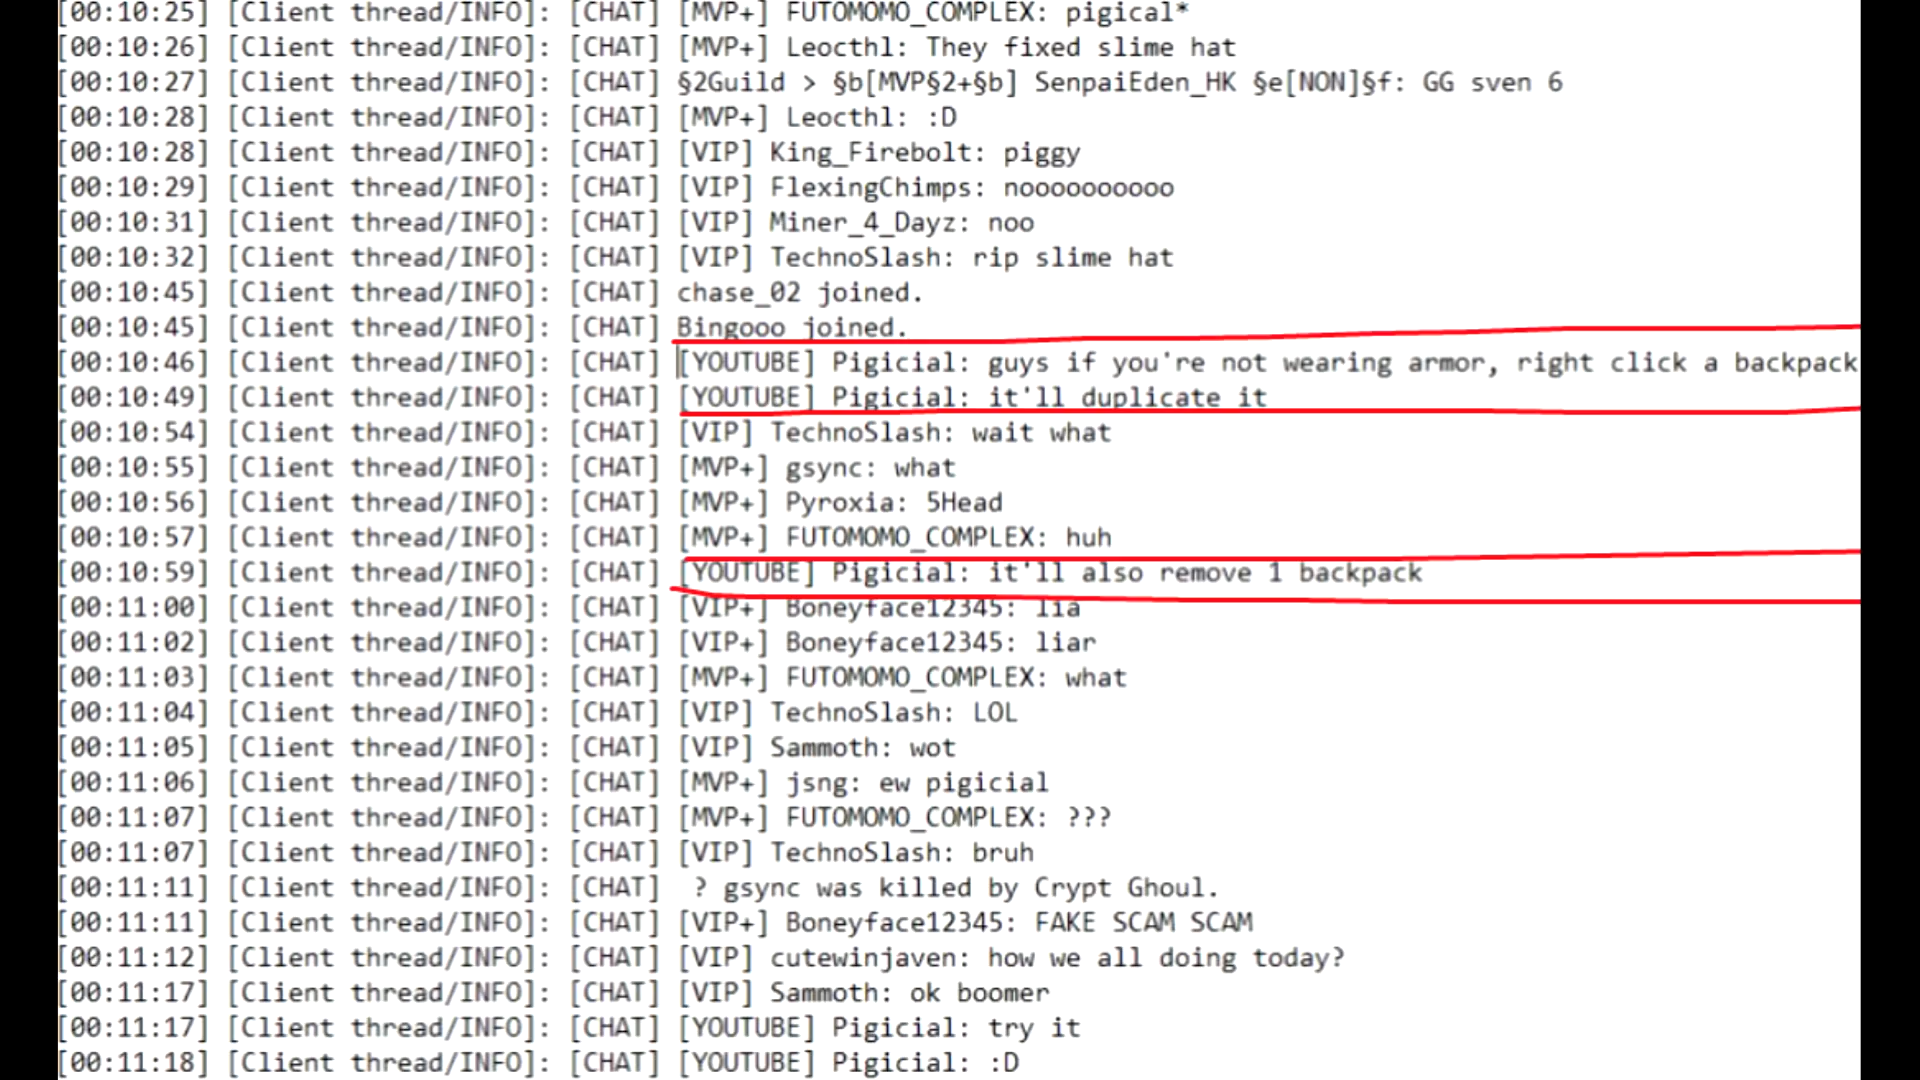 [00:10:25] [Client thread/INFO]: [CHAT] [MVP+] FUTOMOMO_COMPLEX: pigical*
[00:10:26] [Client thread/INFO]: [CHAT] [MVP+] Leocthl: They fixed slime hat
[00:10:27] [Client thread/INFO]: [CHAT] §2Guild > §b[MVP§2+§b] SenpaiEden_HK §e[NON]§f: GG sven 6
[00:10:28] [Client thread/INFO]: [CHAT] [MVP+] Leocthl: :D
[00:10:28] [Client thread/INFO]: [CHAT] [VIP] King_Firebolt: piggy
[00:10:29] [Client thread/INFO]: [CHAT] [VIP] FlexingChimps: noooooooooo
[00:10:31] [Client thread/INFO]: [CHAT] [VIP] Miner_4_Dayz: noo
[00:10:32] [Client thread/INFO]: [CHAT] [VIP] TechnoSlash: rip slime hat
[00:10:45] [Client thread/INFO]: [CHAT] chase_02 joined.
[00:10:45] [Client thread/INFO]: [CHAT] Bingooo joined.
[00:10:46] [Client thread/INFO]: [CHAT] [YOUTUBE] Pigicial: guys if you're not wearing armor, right click a backpack
[00:10:49] [Client thread/INFO]: [CHAT] [YOUTUBE] Pigicial: it'll duplicate it
[00:10:54] [Client thread/INFO]: [CHAT] [VIP] TechnoSlash: wait what
[00:10:55] [Client thread/INFO]: [CHAT] [MVP+] gsync: what
[00:10:56] [Client thread/INFO]: [CHAT] [MVP+] Pyroxia: 5Head
[00:10:57] [Client thread/INFO]: [CHAT] [MVP+] FUTOMOMO_COMPLEX: huh
[00:10:59] [Client thread/INFO]: [CHAT] [YOUTUBE] Pigicial: it'll also remove 1 backpack
[00:11:00] [Client thread/INFO]: [CHAT] [VIP+] Boneyface12345: lia
[00:11:02] [Client thread/INFO]: [CHAT] [VIP+] Boneyface12345: liar
[00:11:03] [Client thread/INFO]: [CHAT] [MVP+] FUTOMOMO_COMPLEX: what
[00:11:04] [Client thread/INFO]: [CHAT] [VIP] TechnoSlash: LOL
[00:11:05] [Client thread/INFO]: [CHAT] [VIP] Sammoth: wot
[00:11:06] [Client thread/INFO]: [CHAT] [MVP+] jsng: ew pigicial
[00:11:07] [Client thread/INFO]: [CHAT] [MVP+] FUTOMOMO_COMPLEX: ???
[00:11:07] [Client thread/INFO]: [CHAT] [VIP] TechnoSlash: bruh
[00:11:11] [Client thread/INFO]: [CHAT]  ? gsync was killed by Crypt Ghoul.
[00:11:11] [Client thread/INFO]: [CHAT] [VIP+] Boneyface12345: FAKE SCAM SCAM
[00:11:12] [Client thread/INFO]: [CHAT] [VIP] cutewinjaven: how we all doing today?
[00:11:17] [Client thread/INFO]: [CHAT] [VIP] Sammoth: ok boomer
[00:11:17] [Client thread/INFO]: [CHAT] [YOUTUBE] Pigicial: try it
[00:11:18] [Client thread/INFO]: [CHAT] [YOUTUBE] Pigicial: :D